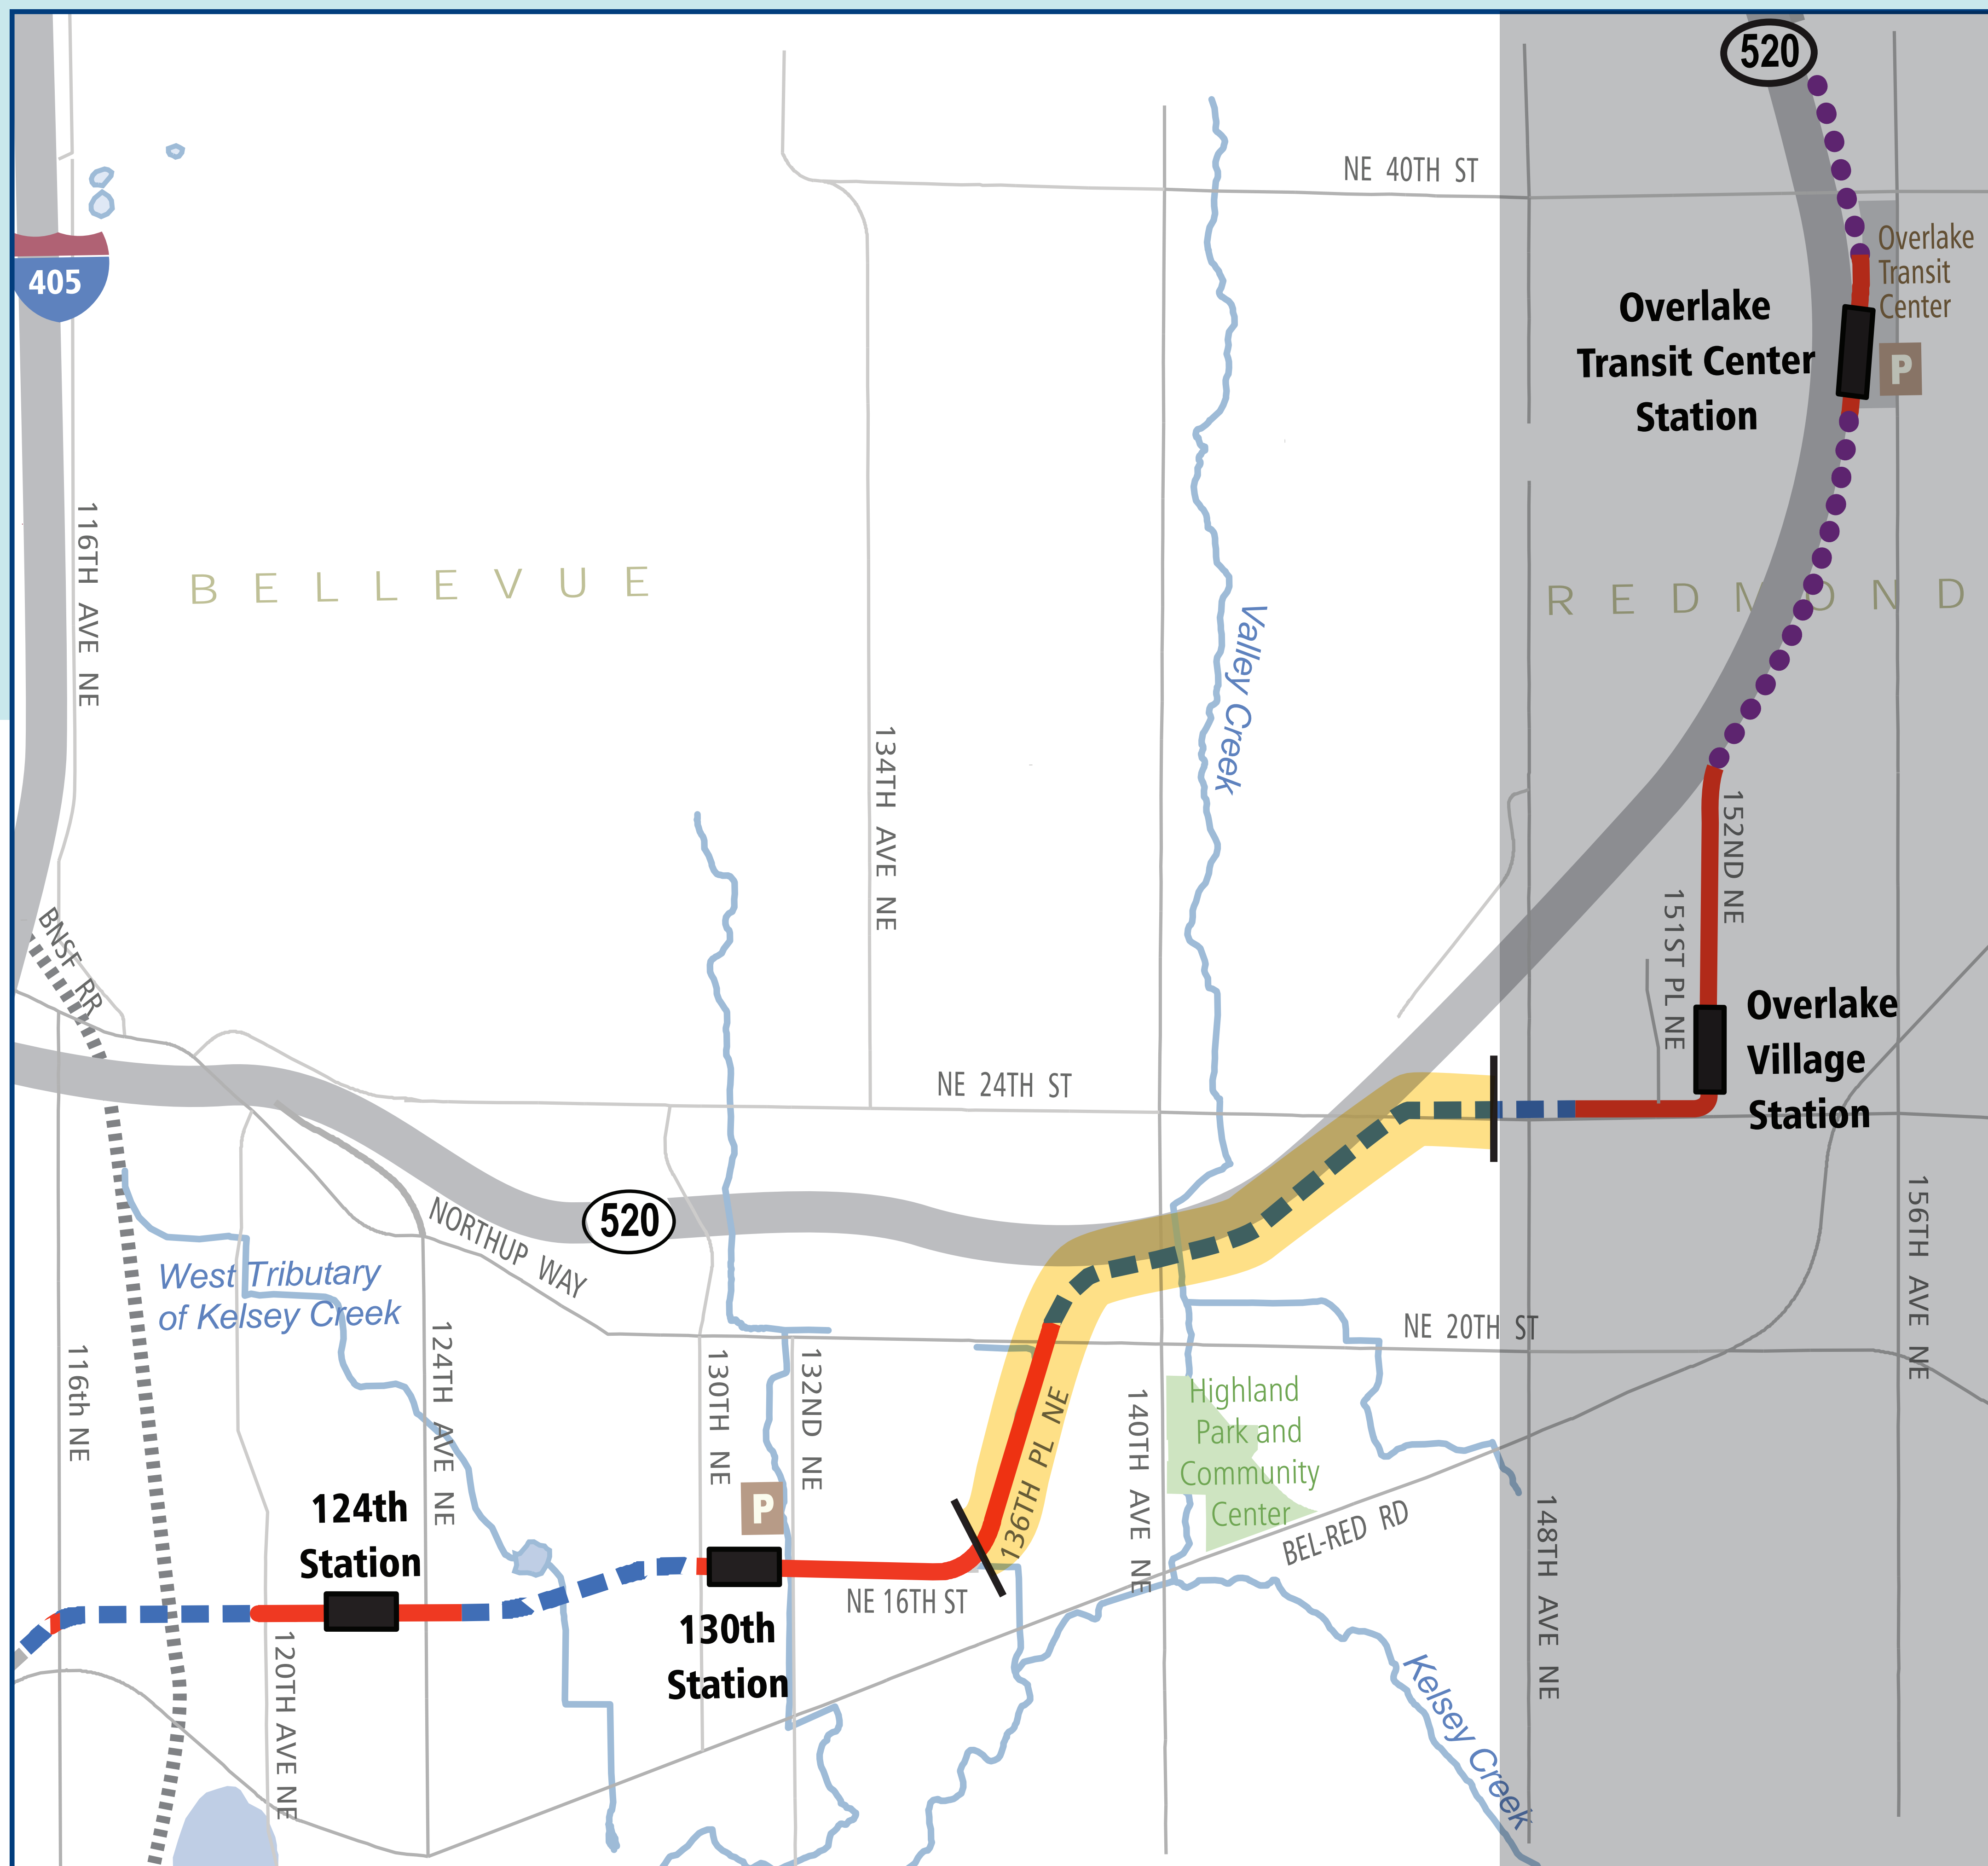 520
NE 40TH ST
Overlake
Transit
Center
405
Overlake
Transit Center
Station
P
116TH AVE NE
BELLEVUE
REDMOND
Valley Creek
134TH AVE NE
152ND NE
151ST PL NE
BNSF RR
Overlake
Village
Station
NE 24TH ST
NORTHUP WAY
520
156TH AVE NE
West Tributary
of Kelsey Creek
NE 20TH ST
124TH AVE NE
116th NE
130TH NE
132ND NE
136TH PL NE
140TH AVE NE
Highland
Park and
Community
Center
P
124th
Station
BEL-RED RD
148TH AVE NE
NE 16TH ST
130th
Station
120TH AVE NE
Kelsey Creek